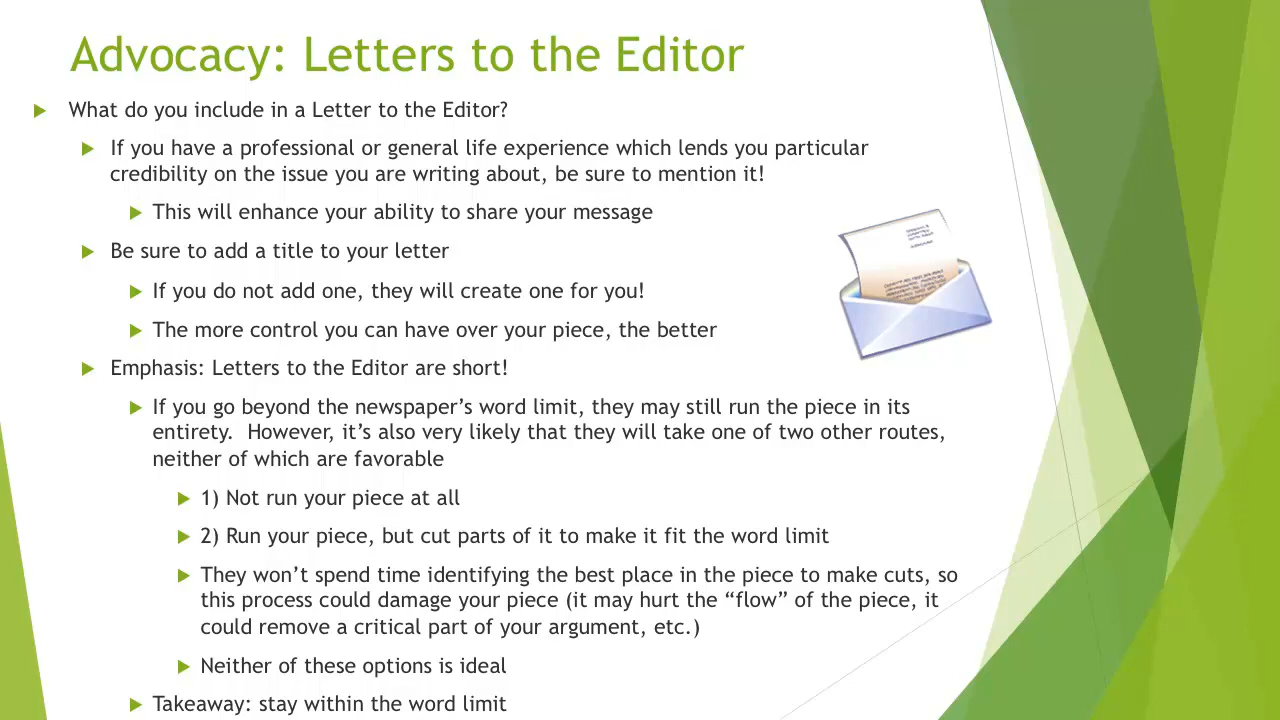 Advocacy: Letters to the Editor
What do you include in a Letter to the Editor?
If you have a professional or general life experience which lends you particular
credibility on the issue you are writing about, be sure to mention it!
This will enhance your ability to share your message
Be sure to add a title to your letter
If you do not add one, they will create one for you!
The more control you can have over your piece, the better
Emphasis: Letters to the Editor are short!
If you go beyond the newspaper’s word limit, they may still run the piece in its
entirety.  However, it’s also very likely that they will take one of two other routes,
neither of which are favorable
1) Not run your piece at all
2) Run your piece, but cut parts of it to make it fit the word limit
They won’t spend time identifying the best place in the piece to make cuts, so
this process could damage your piece (it may hurt the “flow” of the piece, it
could remove a critical part of your argument, etc.)
Neither of these options is ideal
Takeaway: stay within the word limit